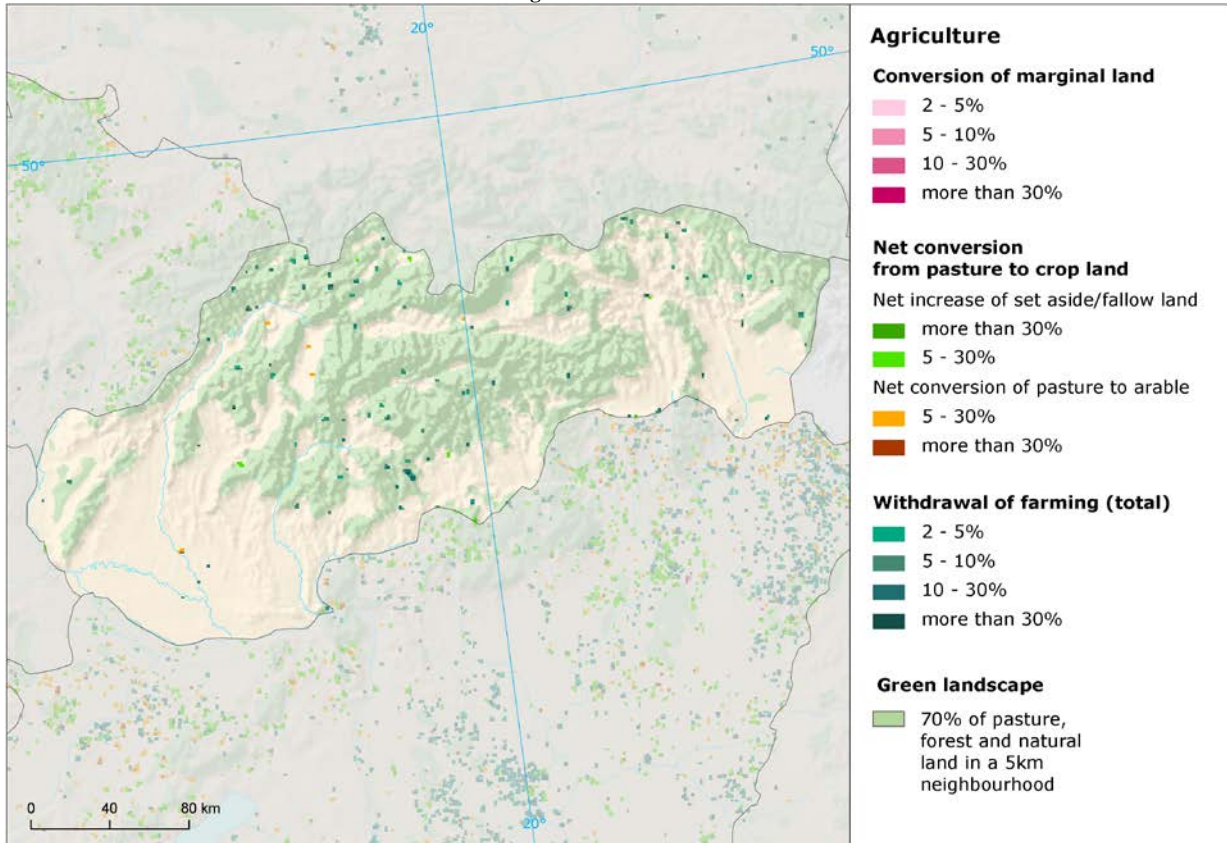 20°
50°
50°
20°
0 40 80 km
Agriculture
Conversion of marginal land
2 - 5%
5 - 10%
10 - 30%
more than 30%
Net conversion
from pasture to crop land
Net increase of set aside/fallow land
more than 30%
5 - 30%
Net conversion of pasture to arable
5 - 30%
more than 30%
Withdrawal of farming (total)
2 - 5%
5 - 10%
10 - 30%
more than 30%
Green landscape
70% of pasture,
forest and natural
land in a 5km
neighbourhood